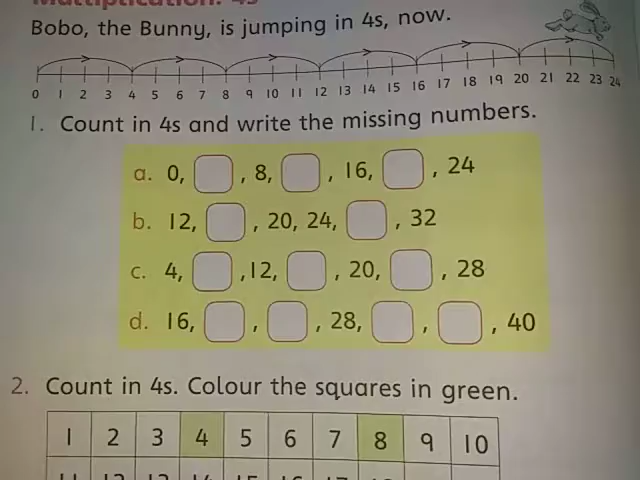 Multiplication: 4s
Bobo, the Bunny, is jumping in 4s, now.
0 1 2 3 4 5 6 7 8 9 10 11 12 13 14 15 16 17 18 19 20 21 22 23 24
1. Count in 4s and write the missing numbers.
a. 0, , 8, , 16, , 24
b. 12, , 20, 24, , 32
c. 4, ,12, , 20, , 28
d. 16, , , 28, , , 40
2. Count in 4s. Colour the squares in green.
1 2 3 4 5 6 7 8 9 10